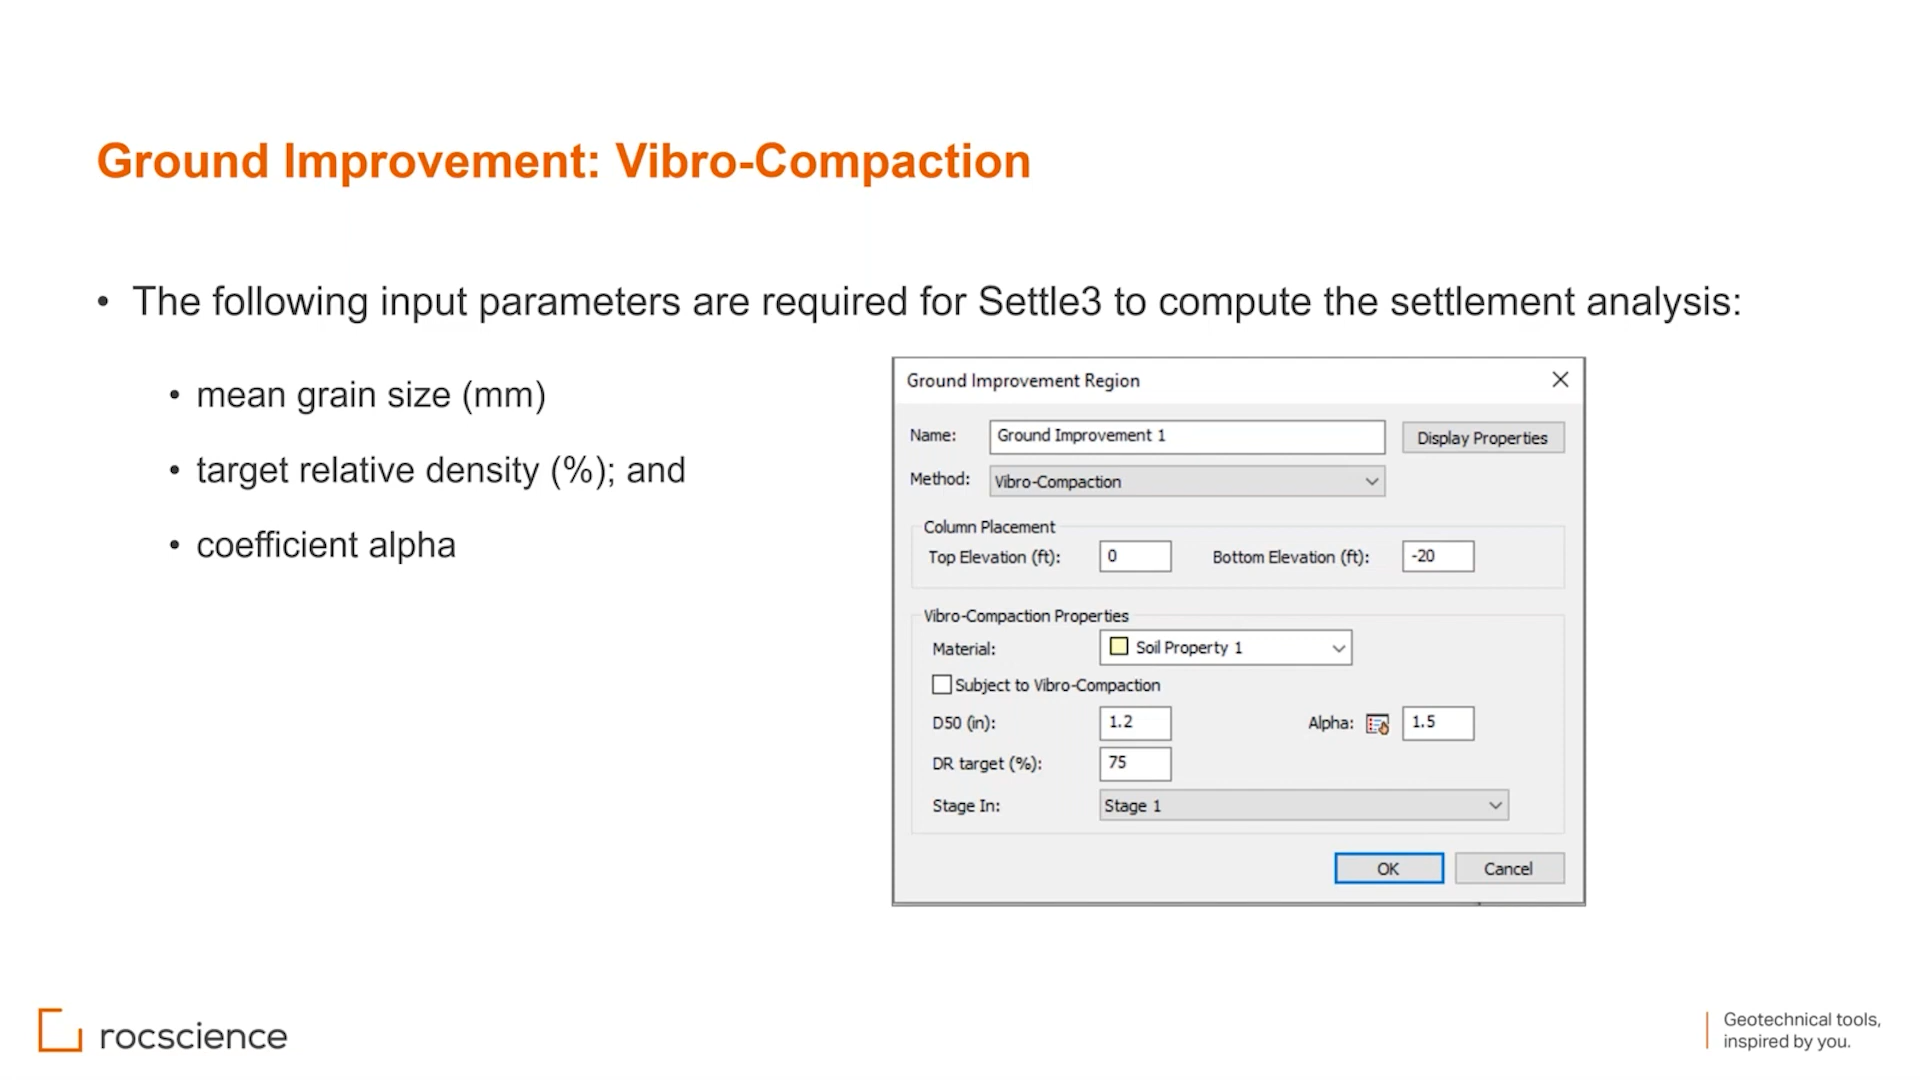 Ground Improvement: Vibro-Compaction
• The following input parameters are required for Settle3 to compute the settlement analysis:
• mean grain size (mm)
• target relative density (%); and
• coefficient alpha
Ground Improvement Region
Name: Ground Improvement 1 Display Properties
Method: Vibro-Compaction
Column Placement
Top Elevation (ft): 0 Bottom Elevation (ft): -20
Vibro-Compaction Properties
Material: Soil Property 1
Subject to Vibro-Compaction
D50 (in): 1.2 Alpha: 1.5
DR target (%): 75
Stage In: Stage 1
OK Cancel
rocscience
Geotechnical tools,
inspired by you.